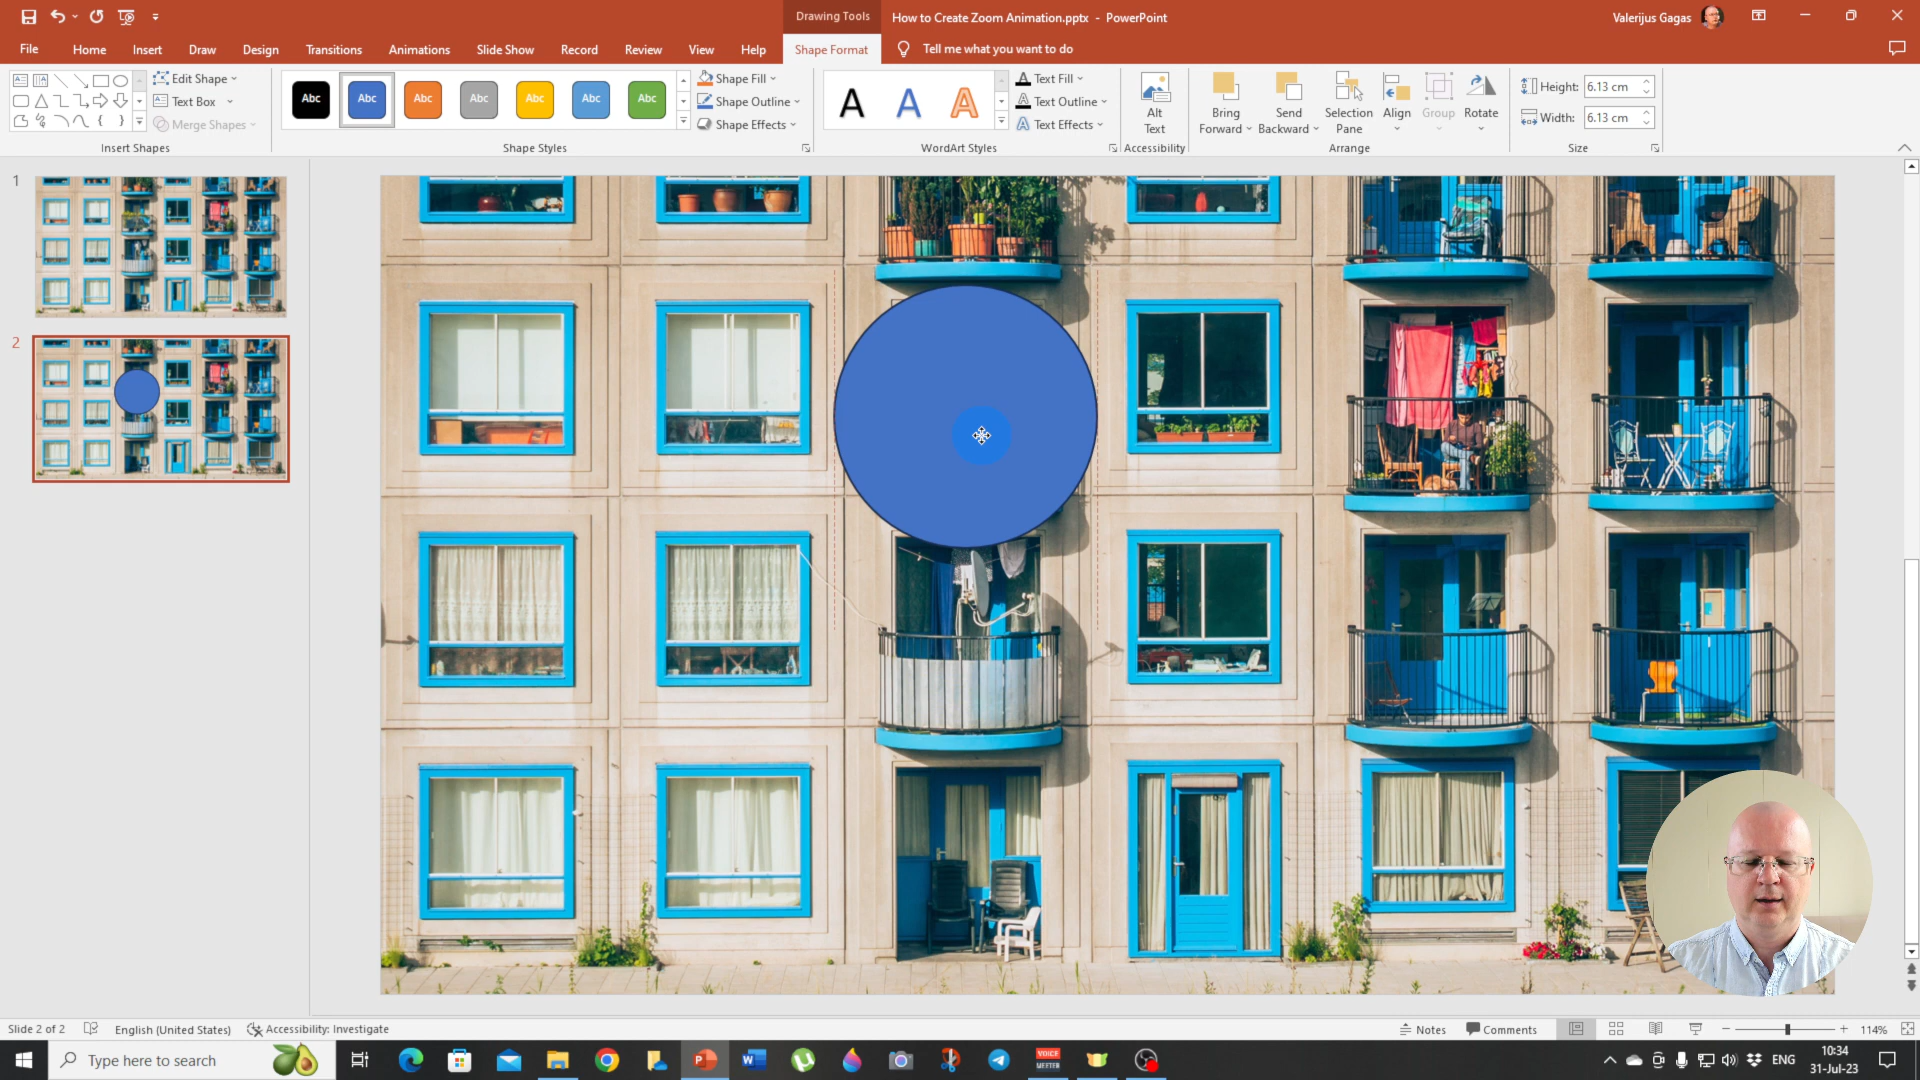 Drawing Tools
How to Create Zoom Animation.pptx - PowerPoint
Valerijus Gagas
File Home Insert Draw Design Transitions Animations Slide Show Record Review View Help Shape Format Tell me what you want to do
Edit Shape
Text Box
Merge Shapes
Insert Shapes
Abc Abc Abc Abc Abc Abc Abc
Shape Fill
Shape Outline
Shape Effects
Shape Styles
A A A
Text Fill
Text Outline
Text Effects
WordArt Styles
Alt Text
Accessibility
Bring Forward
Send Backward
Selection Pane
Align
Group
Rotate
Arrange
Height: 6.13 cm
Width: 6.13 cm
Size
1
2
Slide 2 of 2 English (United States) Accessibility: Investigate
Notes Comments 114%
Type here to search
VOICE MEETER
ENG
10:34
31-Jul-23